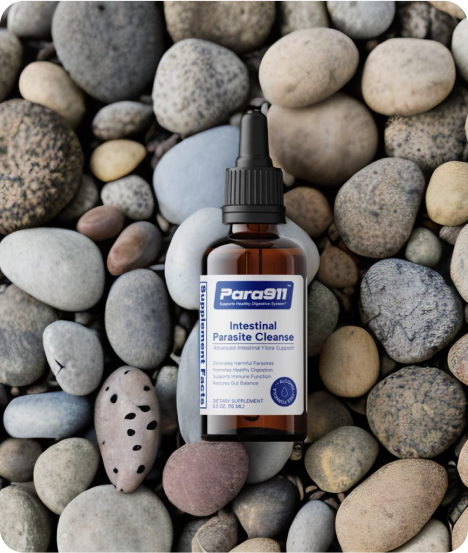 Para911™
Supports Healthy Digestive System*
Intestinal
Parasite Cleanse
Advanced Intestinal Flora Support
Eliminates Harmful Parasites
Promotes Healthy Digestion
Supports Immune Function
Restores Gut Balance
DIETARY SUPPLEMENT
Supplement Facts